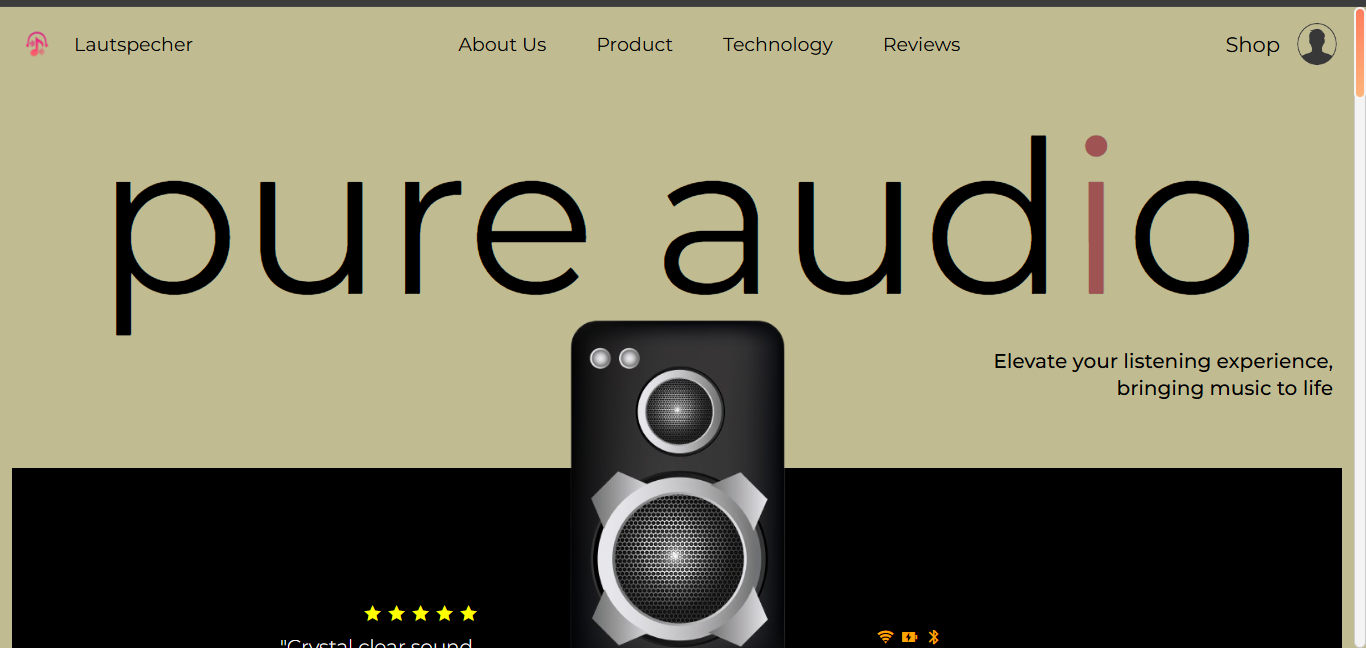 Lautspecher
About Us
Product
Technology
Reviews
Shop
pure audio
Elevate your listening experience,
bringing music to life
"Crystal clear sound